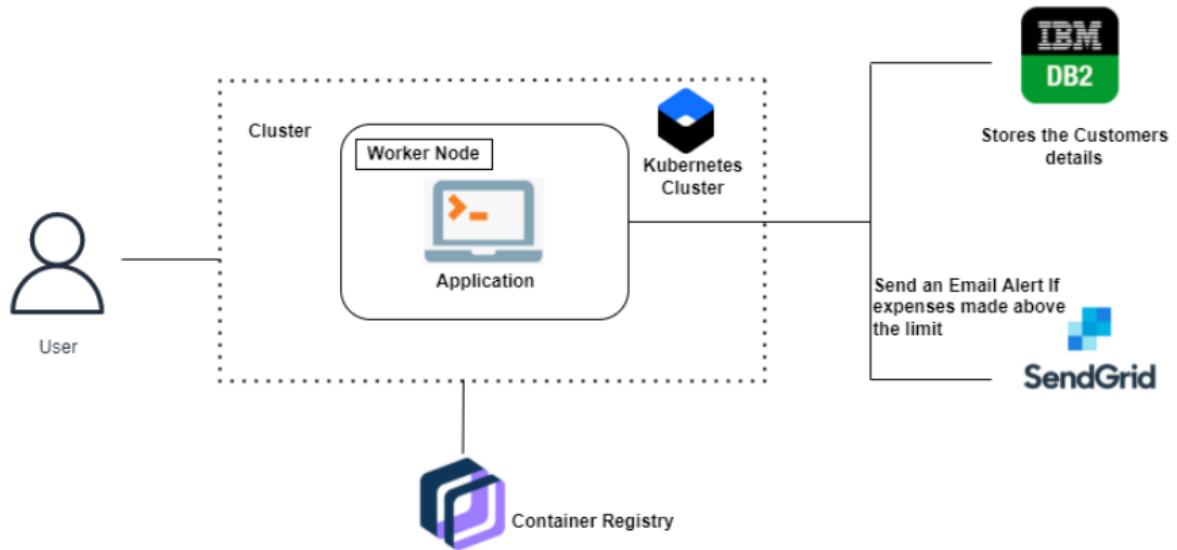 IBM
DB2
Stores the Customers
details
Cluster
Worker Node
Kubernetes
Cluster
Application
User
Send an Email Alert If
expenses made above
the limit
SendGrid
Container Registry